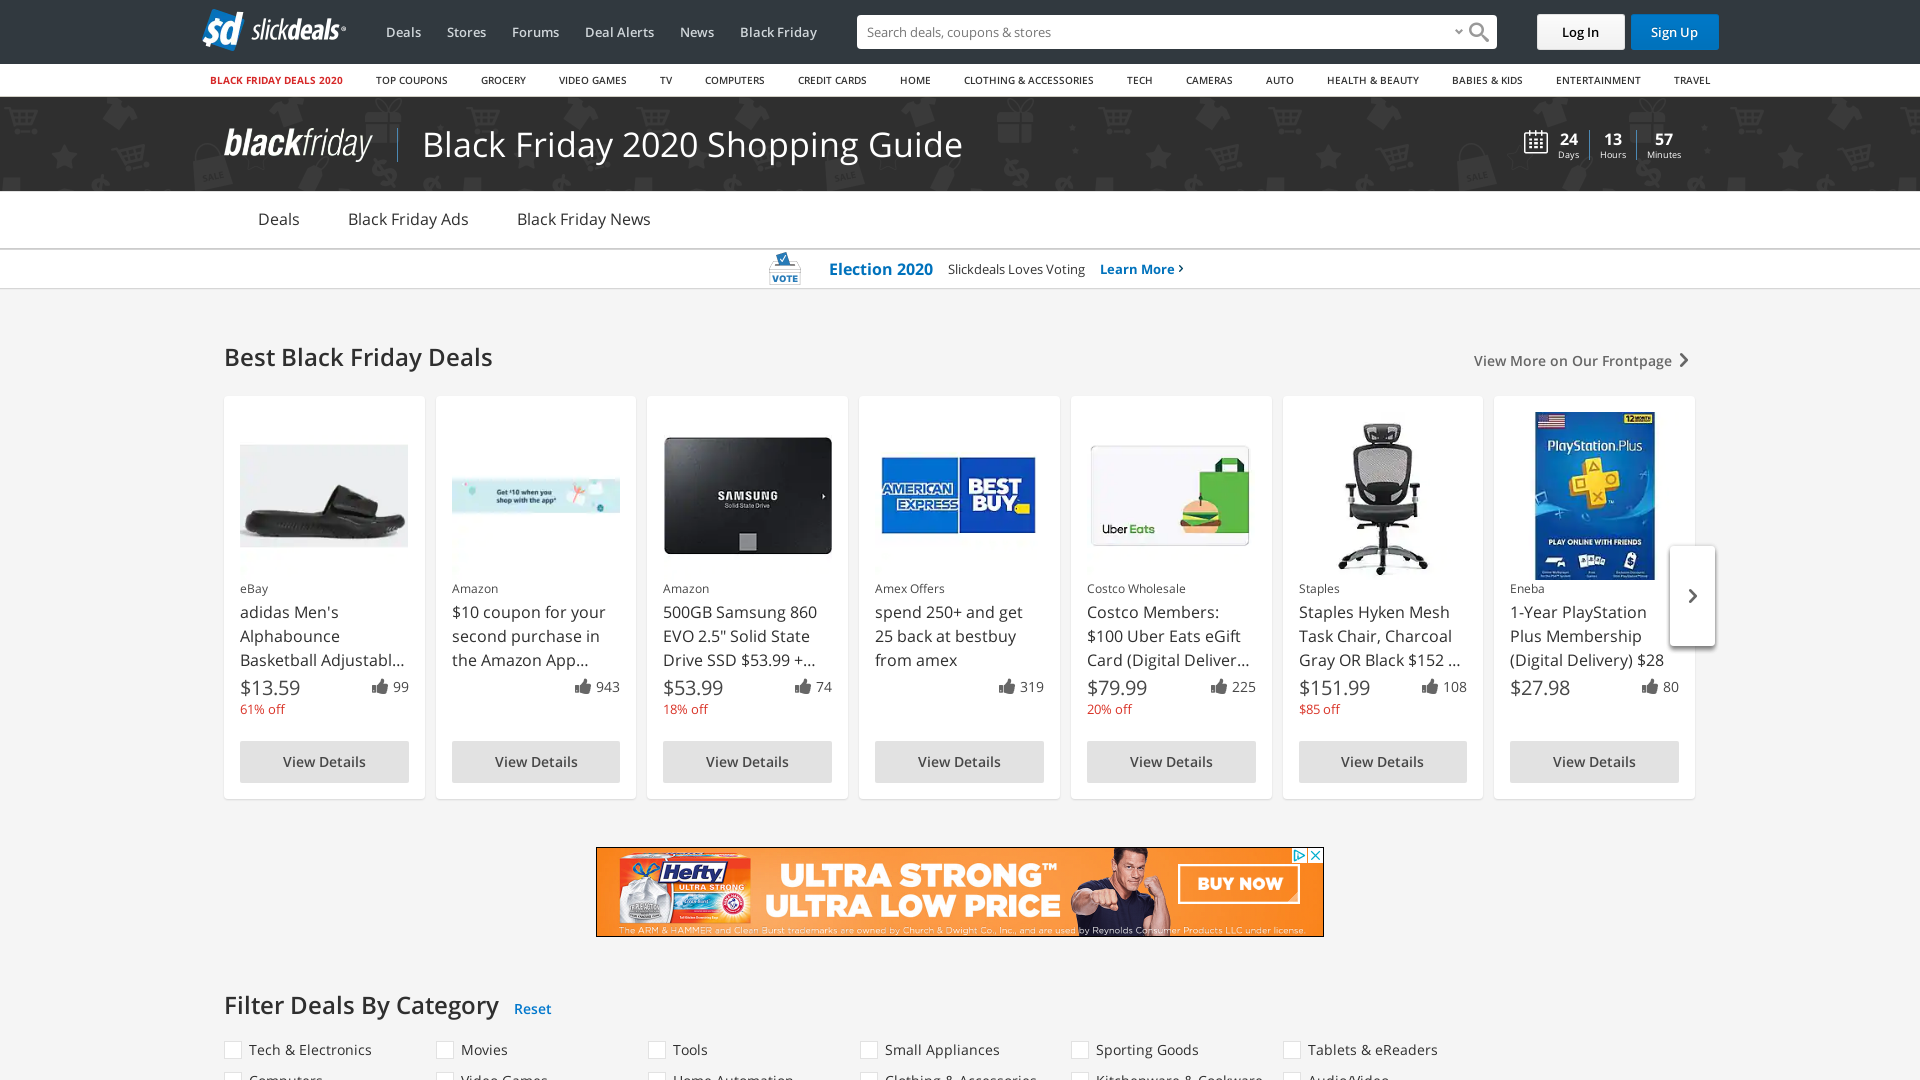 sd slickdeals
Deals Stores Forums Deal Alerts News Black Friday
Search deals, coupons & stores
Log In Sign Up
BLACK FRIDAY DEALS 2020 TOP COUPONS GROCERY VIDEO GAMES TV COMPUTERS CREDIT CARDS HOME CLOTHING & ACCESSORIES TECH CAMERAS AUTO HEALTH & BEAUTY BABIES & KIDS ENTERTAINMENT TRAVEL
blackfriday Black Friday 2020 Shopping Guide
24 13 57
Days Hours Minutes
Deals Black Friday Ads Black Friday News
VOTE Election 2020 Slickdeals Loves Voting Learn More
Best Black Friday Deals
View More on Our Frontpage
eBay
adidas Men's
Alphabounce
Basketball Adjustabl...
$13.59 99
61% off
View Details
Get $10 when you
shop with the app*
Amazon
$10 coupon for your
second purchase in
the Amazon App...
943
View Details
SAMSUNG
Solid State Drive
Amazon
500GB Samsung 860
EVO 2.5" Solid State
Drive SSD $53.99 +...
$53.99 74
18% off
View Details
AMERICAN
EXPRESS
BEST
BUY
Amex Offers
spend 250+ and get
25 back at bestbuy
from amex
319
View Details
Uber Eats
Costco Wholesale
Costco Members:
$100 Uber Eats eGift
Card (Digital Deliver...
$79.99 225
20% off
View Details
Staples
Staples Hyken Mesh
Task Chair, Charcoal
Gray OR Black $152 ...
$151.99 108
$85 off
View Details
12 MONTH
PlayStation Plus
PLAY ONLINE WITH FRIENDS
Eneba
1-Year PlayStation
Plus Membership
(Digital Delivery) $28
$27.98 80
View Details
Hefty
ULTRA STRONG
ULTRA STRONG™
ULTRA LOW PRICE
BUY NOW
The ARM & HAMMER and Clean Burst trademarks are owned by Church & Dwight Co., Inc., and are used by Reynolds Consumer Products LLC under license.
Filter Deals By Category Reset
Tech & Electronics Movies Tools Small Appliances Sporting Goods Tablets & eReaders
Computers Video Games Home Automation Clothing & Accessories Kitchenware & Cookware Audio/Video